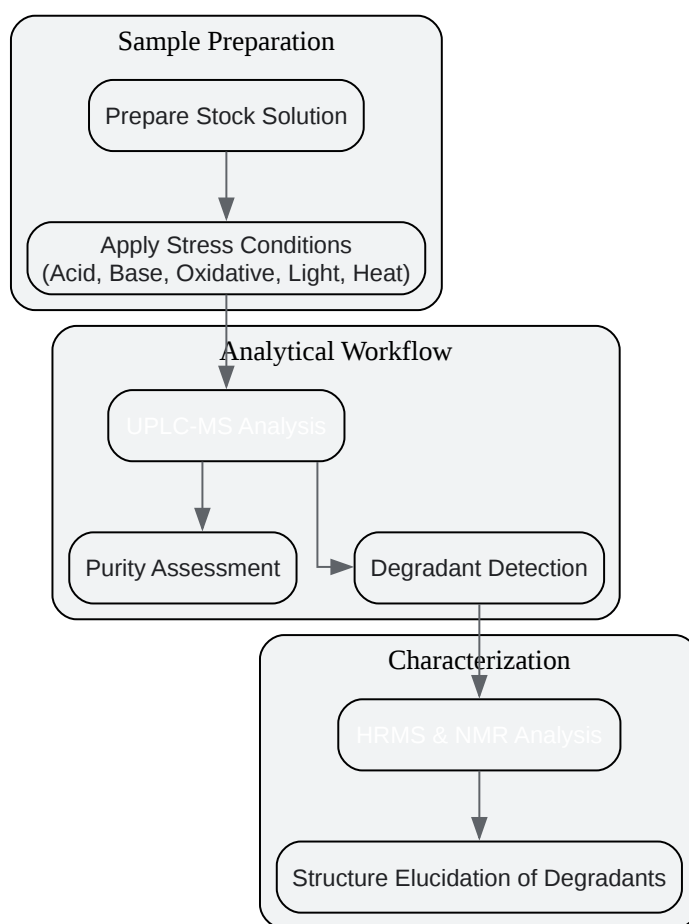 Sample Preparation
Prepare Stock Solution
Apply Stress Conditions
(Acid, Base, Oxidative, Light, Heat)
Analytical Workflow
UPLC-MS Analysis
Purity Assessment
Degradant Detection
Characterization
HRMS & NMR Analysis
Structure Elucidation of Degradants